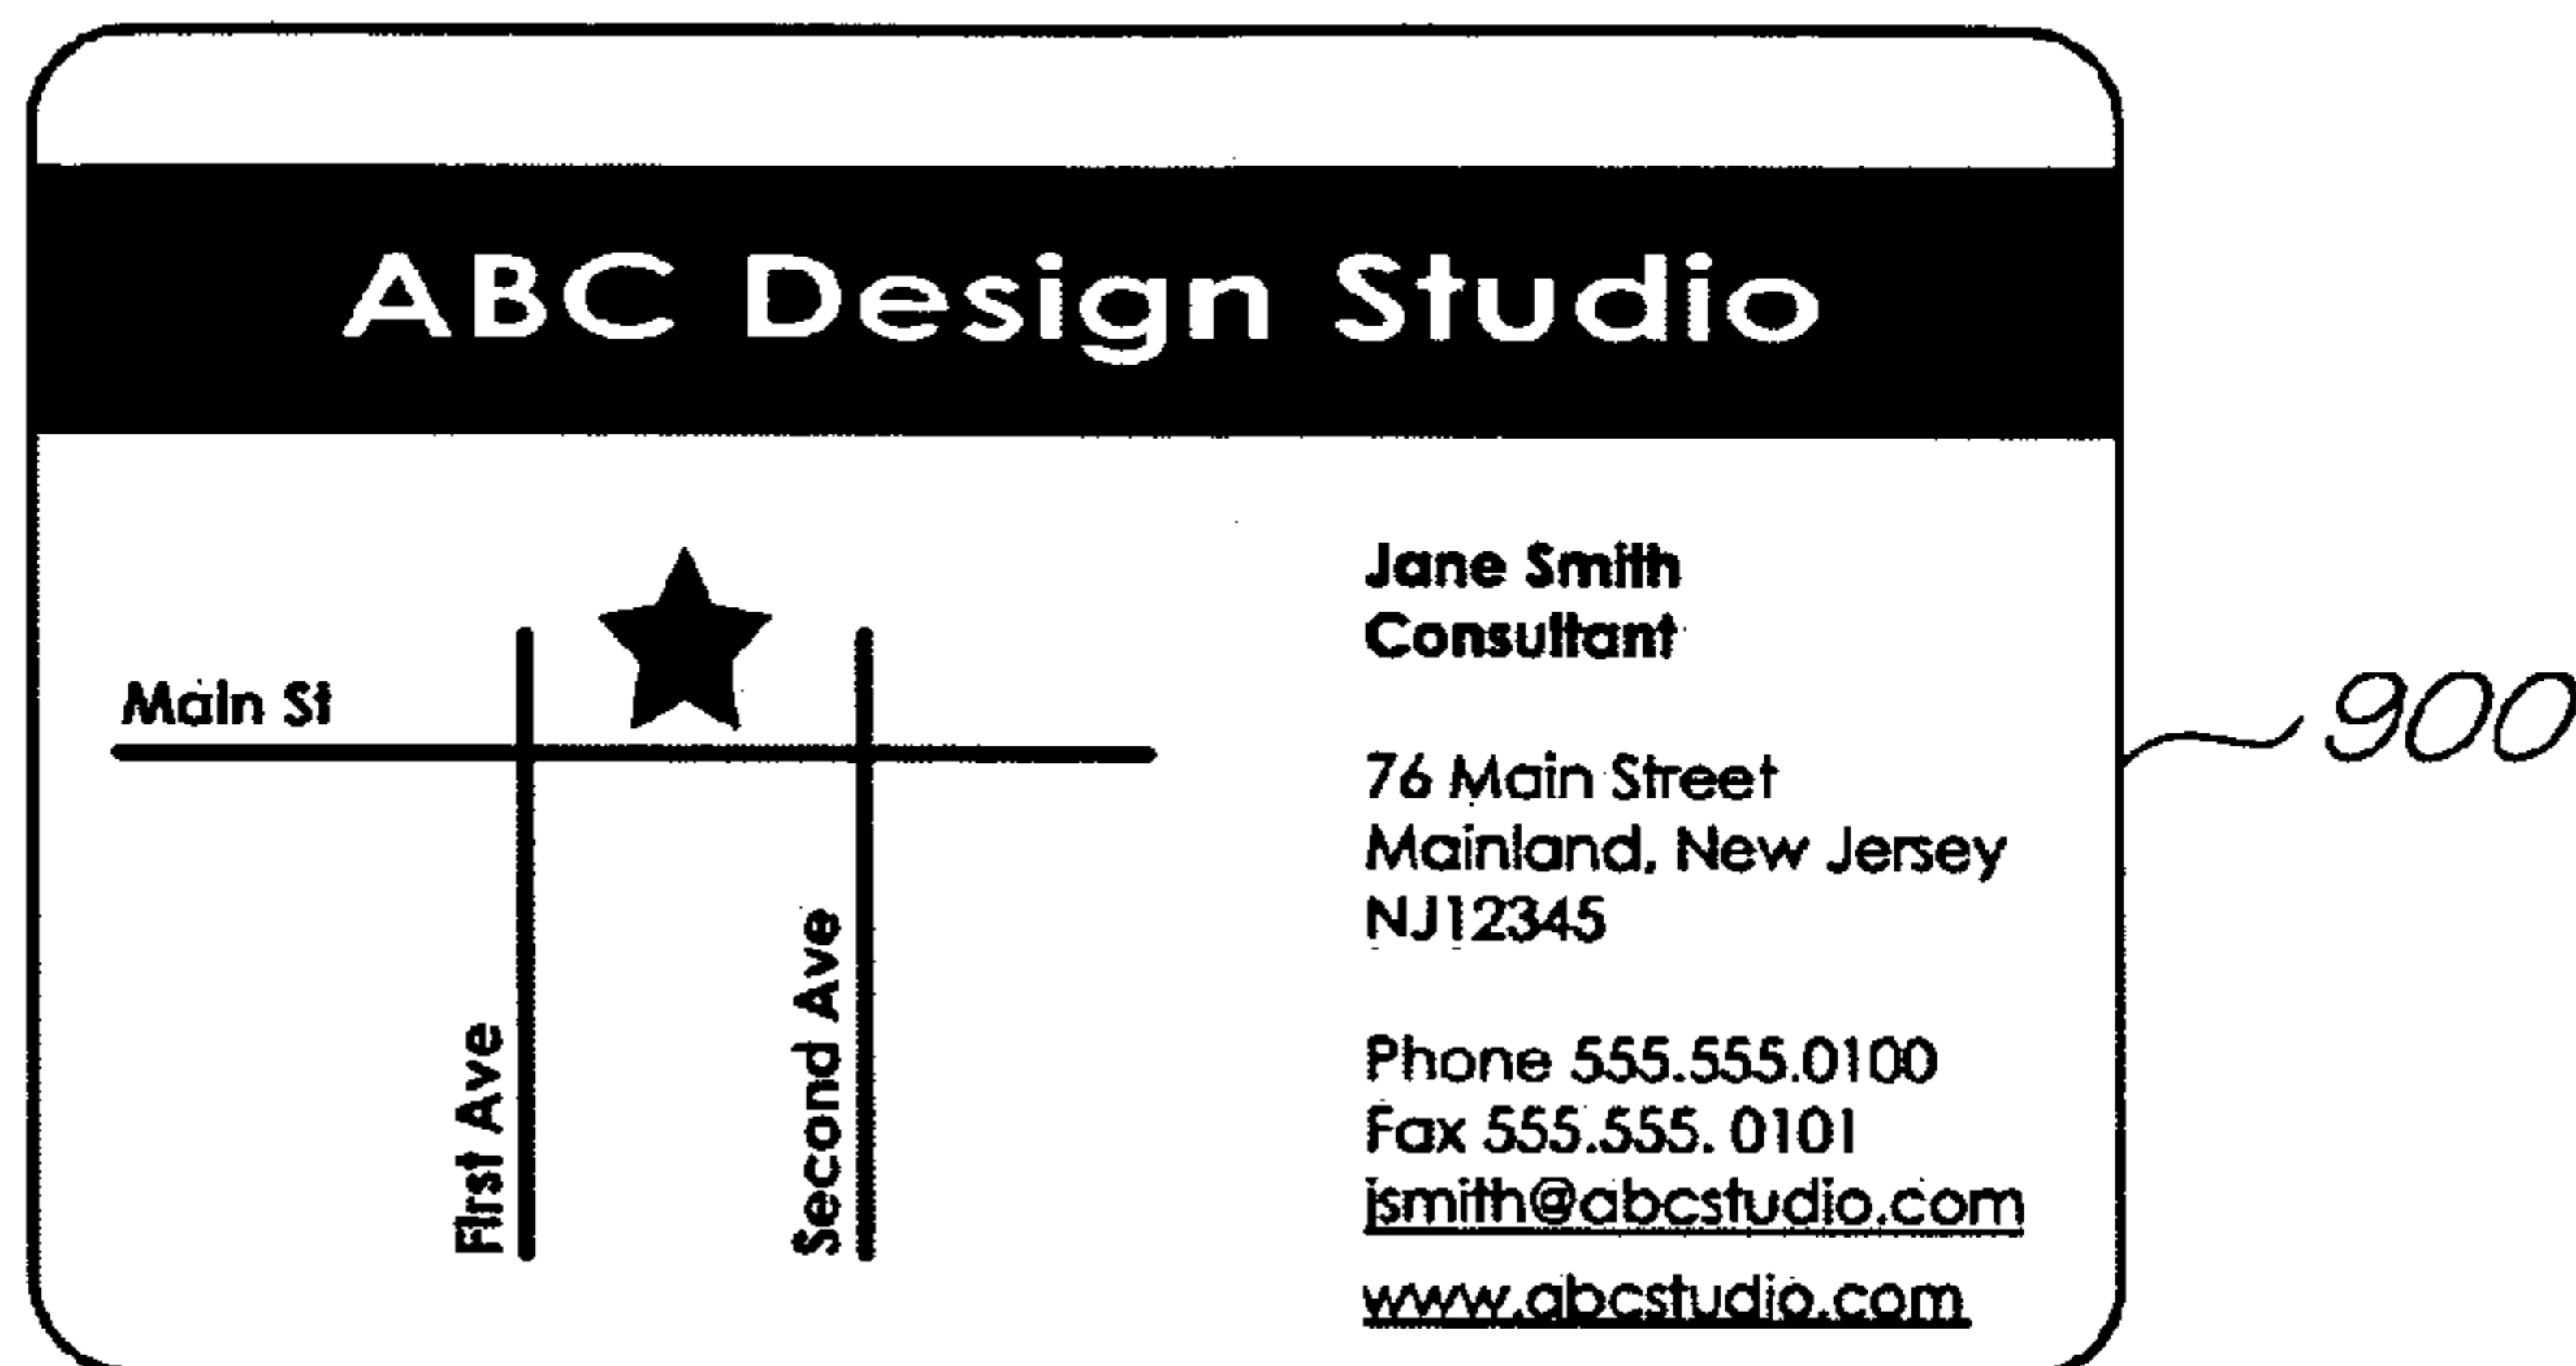 ABC Design Studio
Main St
First Ave
Second Ave
Jane Smith
Consultant
76 Main Street
Mainland, New Jersey
NJ12345
Phone 555.555.0100
Fax 555.555. 0101
jsmith@abcstudio.com
www.abcstudio.com
900